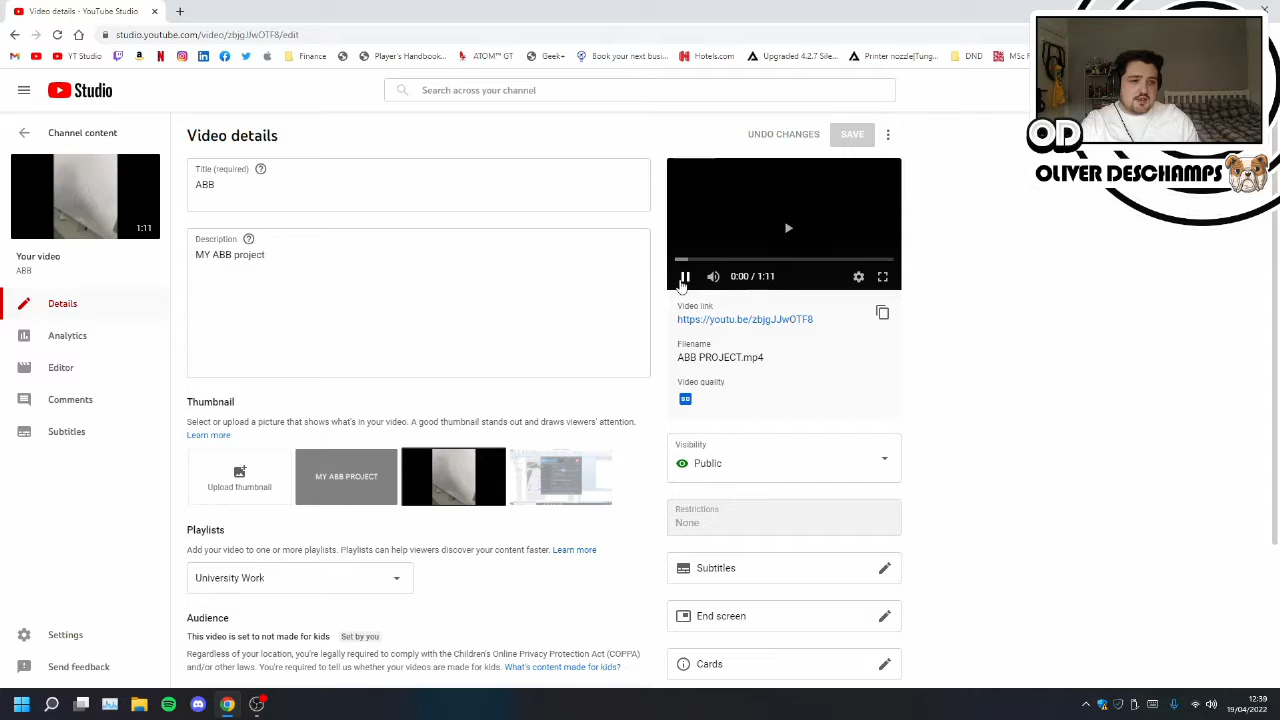 Video details - YouTube Studio
studio.youtube.com/video/zbjgJJwOTF8/edit
YT Studio
Finance
Player's Handbook...
ATOM™ GT
Geek+
Book your next busi...
Hotels.com
Upgraded 4.2.2 Sile...
Printer nozzle|Tung...
DND
MSc F
Studio
Search across your channel
Channel content
1:11
Your video
ABB
Details
Analytics
Editor
Comments
Subtitles
Settings
Send feedback
Video details
UNDO CHANGES
SAVE
Title (required)
ABB
Description
MY ABB project
Thumbnail
Select or upload a picture that shows what's in your video. A good thumbnail stands out and draws viewers' attention.
Learn more
Upload thumbnail
MY ABB PROJECT
Playlists
Add your video to one or more playlists. Playlists can help viewers discover your content faster. Learn more
University Work
Audience
This video is set to not made for kids Set by you
Regardless of your location, you're legally required to comply with the Children's Online Privacy Protection Act (COPPA)
and/or other laws. You're required to tell us whether your videos are made for kids. What's content made for kids?
0:00 / 1:11
Video link
https://youtu.be/zbjgJJwOTF8
Filename
ABB PROJECT.mp4
Video quality
SD
Visibility
Public
Restrictions
None
Subtitles
End screen
Cards
OD
OLIVER DESCHAMPS
12:39
19/04/2022